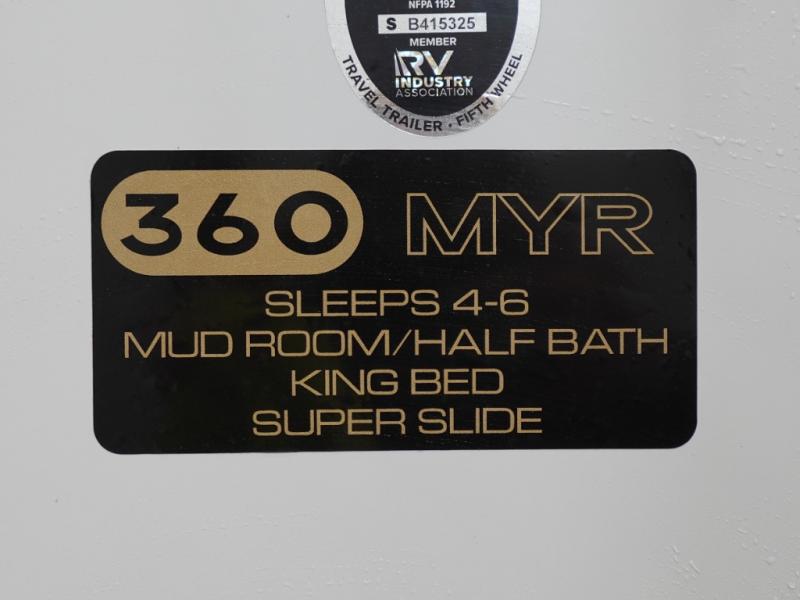 NFPA 1192
S B415325
MEMBER
RV
INDUSTRY
ASSOCIATION
TRAVEL TRAILER · FIFTH WHEEL
360 MYR
SLEEPS 4-6
MUD ROOM/HALF BATH
KING BED
SUPER SLIDE